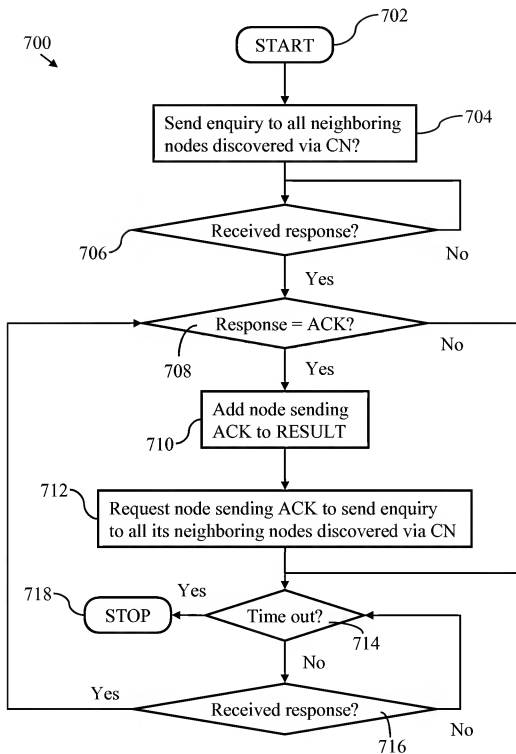 702
700
START
704
Send enquiry to all neighboring
nodes discovered via CN?
706
Received response?
No
Yes
Response = ACK?
708
No
Yes
Add node sending
ACK to RESULT
710
712
Request node sending ACK to send enquiry
to all its neighboring nodes discovered via CN
718
Yes
STOP
Time out?
714
No
Yes
Received response?
716
No